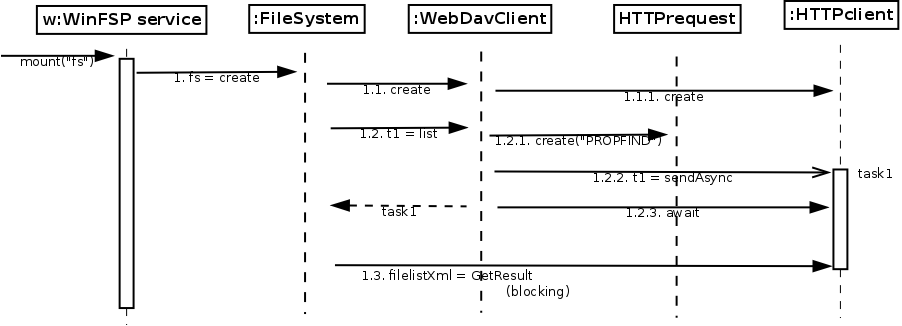 w:WinFSP service
:FileSystem
:WebDavClient
HTTPrequest
:HTTPclient
mount("fs")
1. fs = create
1.1. create
1.1.1. create
1.2. t1 = list
1.2.1. create("PROPFIND")
1.2.2. t1 = sendAsync
task1
task1
1.2.3. await
1.3. filelistXml = GetResult
(blocking)